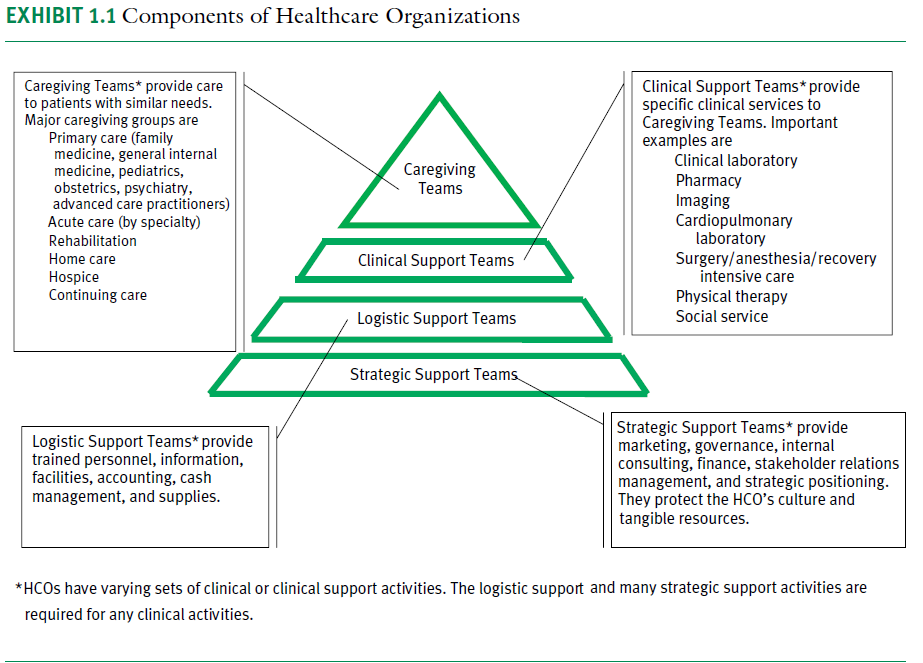 EXHIBIT 1.1 Components of Healthcare Organizations
Caregiving Teams* provide care
to patients with similar needs.
Major caregiving groups are
Primary care (family
medicine, general internal
medicine, pediatrics,
obstetrics, psychiatry,
advanced care practitioners)
Acute care (by specialty)
Rehabilitation
Home care
Hospice
Continuing care
Clinical Support Teams* provide
specific clinical services to
Caregiving Teams. Important
examples are
Clinical laboratory
Pharmacy
Imaging
Cardiopulmonary
laboratory
Surgery/anesthesia/recovery
intensive care
Physical therapy
Social service
Caregiving
Teams
Clinical Support Teams
Logistic Support Teams
Strategic Support Teams
Logistic Support Teams* provide
trained personnel, information,
facilities, accounting, cash
management, and supplies.
Strategic Support Teams* provide
marketing, governance, internal
consulting, finance, stakeholder relations
management, and strategic positioning.
They protect the HCO’s culture and
tangible resources.
*HCOs have varying sets of clinical or clinical support activities. The logistic support and many strategic support activities are
required for any clinical activities.